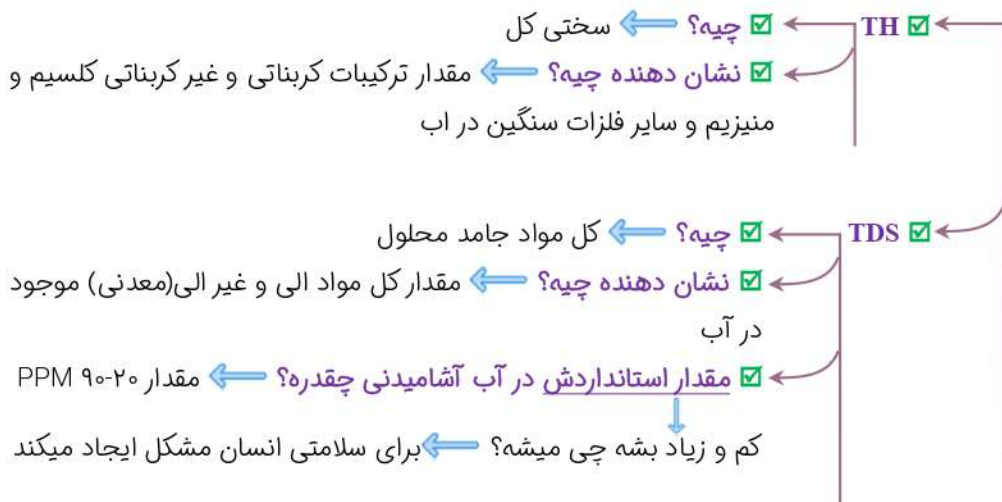 TH چیه؟ سختی کل
نشان دهنده چیه؟ مقدار ترکیبات کربناتی و غیر کربناتی کلسیم و
منیزیم و سایر فلزات سنگین در اب
TDS چیه؟ کل مواد جامد محلول
نشان دهنده چیه؟ مقدار کل مواد الی و غیر الی(معدنی) موجود
در آب
مقدار استانداردش در آب آشامیدنی چقدره؟ مقدار ۲۰-۹۰ PPM
کم و زیاد بشه چی میشه؟ برای سلامتی انسان مشکل ایجاد میکند